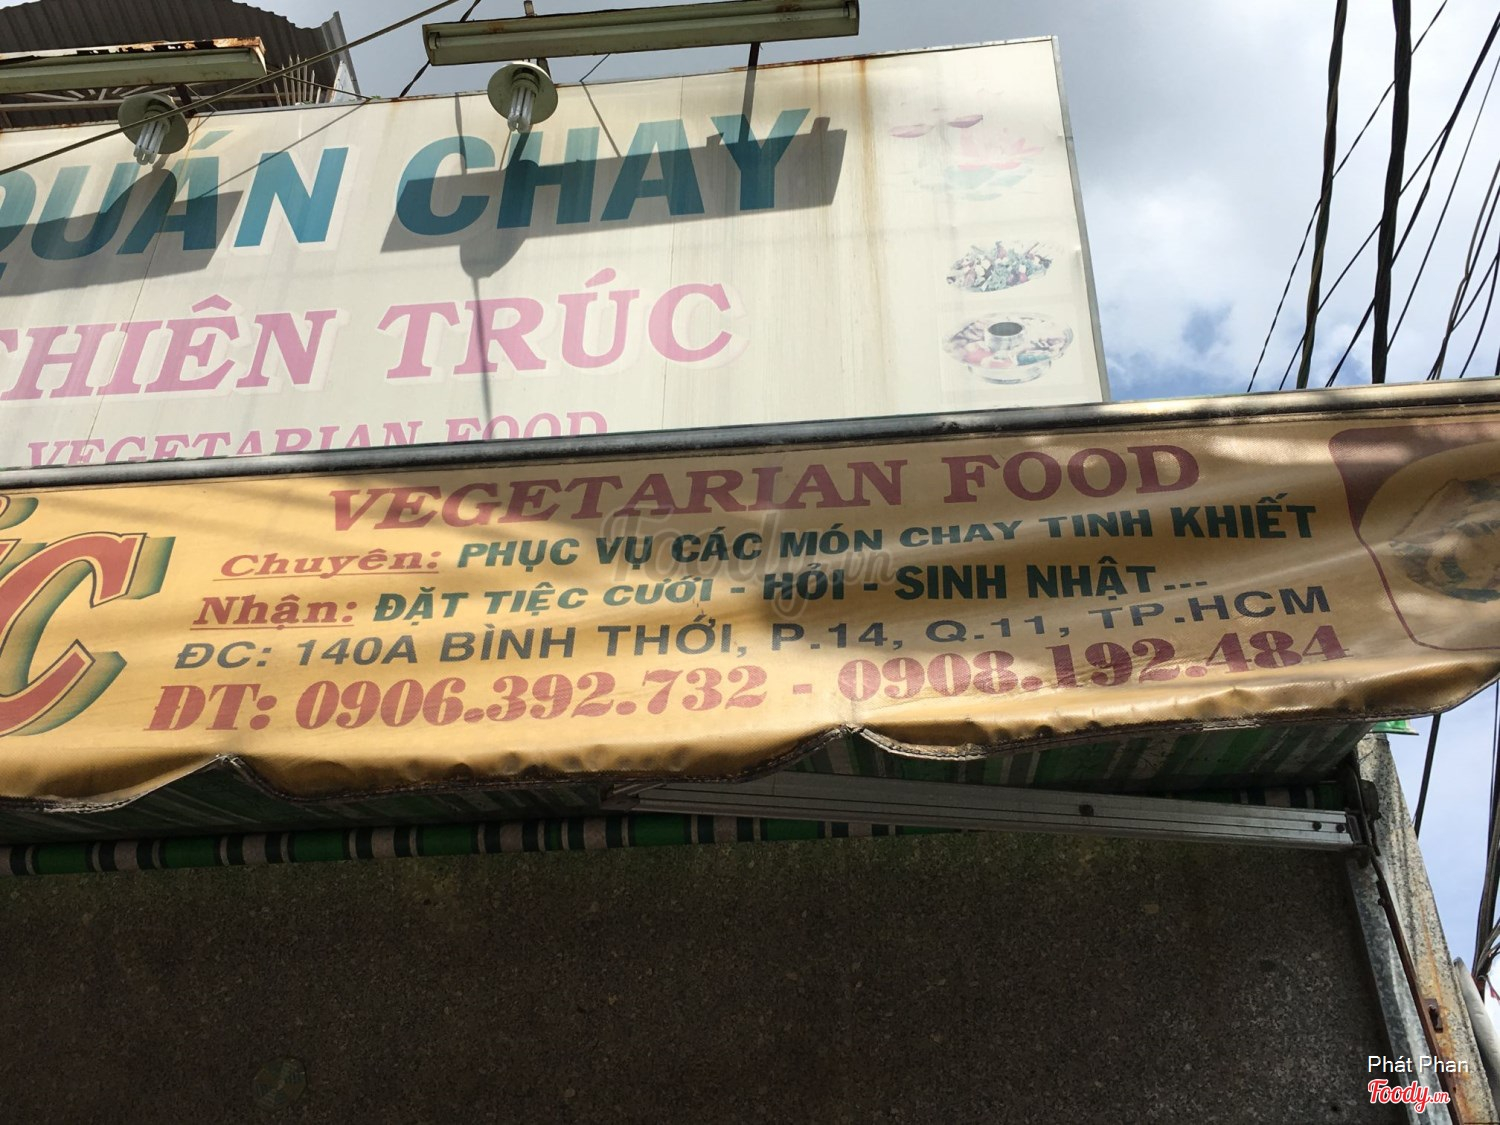 QUÁN CHAY
THIÊN TRÚC
VEGETARIAN FOOD
VEGETARIAN FOOD
Chuyên: PHỤC VỤ CÁC MÓN CHAY TINH KHIẾT
Nhận: ĐẶT TIỆC CƯỚI - HỎI - SINH NHẬT...
ĐC: 140A BÌNH THỚI, P.14, Q.11, TP.HCM
ĐT: 0906.392.732 - 0908.192.484
Foody.vn
Phát Phan
Foody.vn